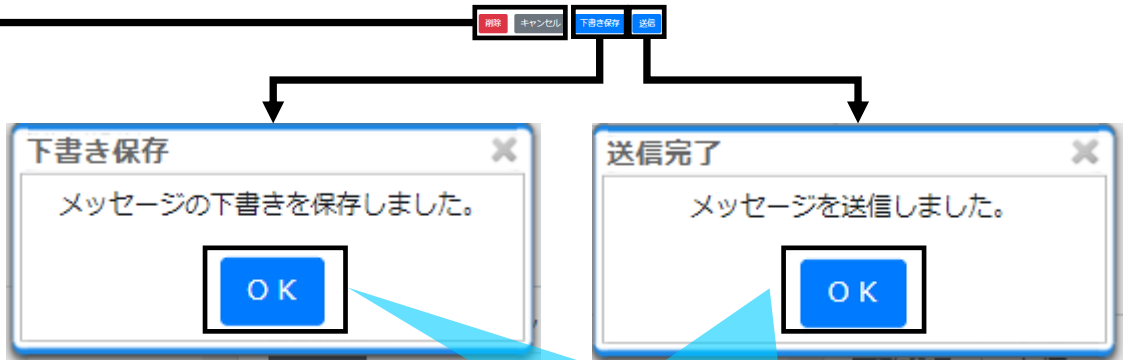 削除 キャンセル 下書き保存 送信
下書き保存
メッセージの下書きを保存しました。
OK
送信完了
メッセージを送信しました。
OK